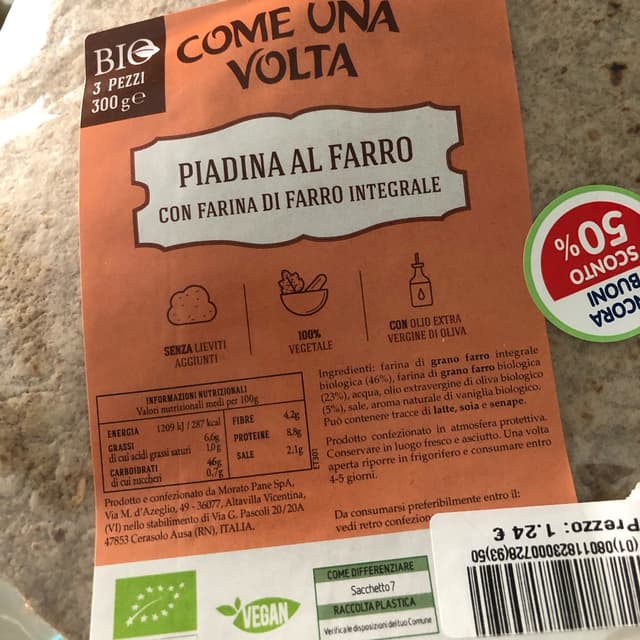 BIO
3 PEZZI
300 g e
COME UNA
VOLTA
PIADINA AL FARRO
CON FARINA DI FARRO INTEGRALE
SENZA LIEVITI
AGGIUNTI
100%
VEGETALE
CON OLIO EXTRA
VERGINE DI OLIVA
INFORMAZIONI NUTRIZIONALI
Valori nutrizionali medi per 100g
ENERGIA 1209 kJ / 287 kcal
GRASSI 6,6g
di cui acidi grassi saturi 1,0g
CARBOIDRATI 46g
di cui zuccheri 0,7g
FIBRE 4,2g
PROTEINE 8,8g
SALE 2,1g
Ingredienti: farina di grano farro integrale
biologica (46%), farina di grano farro biologica
(23%), acqua, olio extravergine di oliva biologico
(5%), sale, aroma naturale di vaniglia biologico.
Può contenere tracce di latte, soia e senape.
Prodotto confezionato in atmosfera protettiva.
Conservare in luogo fresco e asciutto. Una volta
aperta riporre in frigorifero e consumare entro
4-5 giorni.
Da consumarsi preferibilmente entro il:
vedi retro confezion
Prodotto e confezionato da Morato Pane SpA,
Via M. d'Azeglio, 49 - 36077, Altavilla Vicentina,
(VI) nello stabilimento di Via G. Pascoli 20/20A
47853 Cerasolo Ausa (RN), ITALIA.
VEGAN
COME DIFFERENZIARE
Sacchetto 7
RACCOLTA PLASTICA
Verifica le disposizioni del tuo Comune
NCORA
BUONI
SCONTO
50%
Prezzo: 1.24 €
(01)08011823000728(93)50